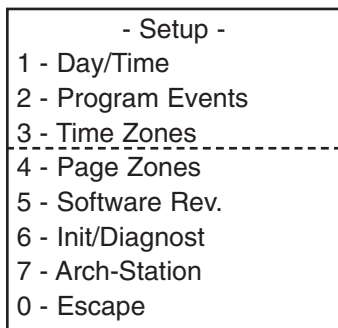 - Setup -
1 - Day/Time
2 - Program Events
3 - Time Zones
4 - Page Zones
5 - Software Rev.
6 - Init/Diagnost
7 - Arch-Station
0 - Escape